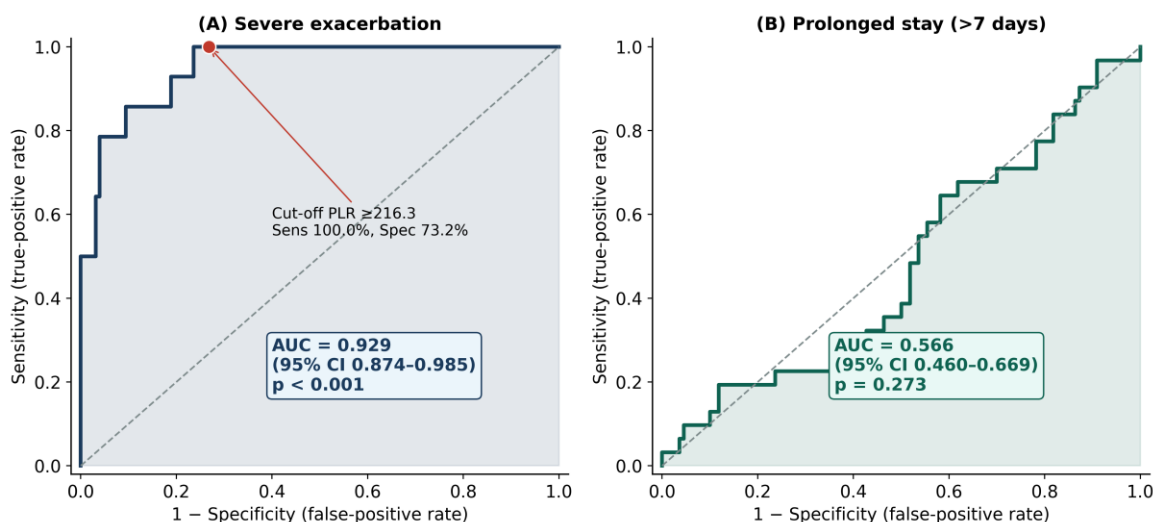 (A) Severe exacerbation
1.0
0.8
0.6
0.4
0.2
0.0
Sensitivity (true-positive rate)
Cut-off PLR ≥216.3
Sens 100.0%, Spec 73.2%
AUC = 0.929
(95% CI 0.874–0.985)
p < 0.001
0.0 0.2 0.4 0.6 0.8 1.0
1 − Specificity (false-positive rate)
(B) Prolonged stay (>7 days)
1.0
0.8
0.6
0.4
0.2
0.0
Sensitivity (true-positive rate)
AUC = 0.566
(95% CI 0.460–0.669)
p = 0.273
0.0 0.2 0.4 0.6 0.8 1.0
1 − Specificity (false-positive rate)